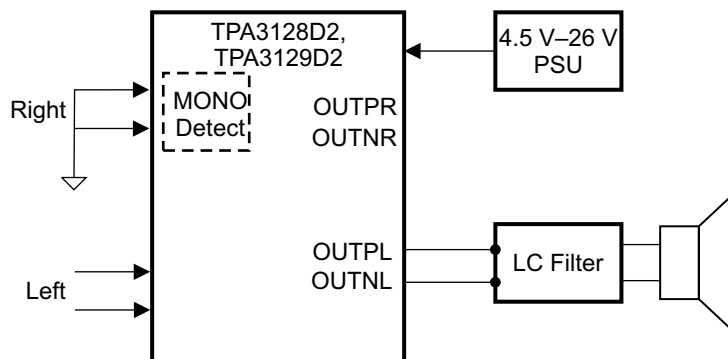 TPA3128D2,
TPA3129D2
4.5 V–26 V
PSU
Right
MONO
Detect
OUTPR
OUTNR
OUTPL
OUTNL
LC Filter
Left